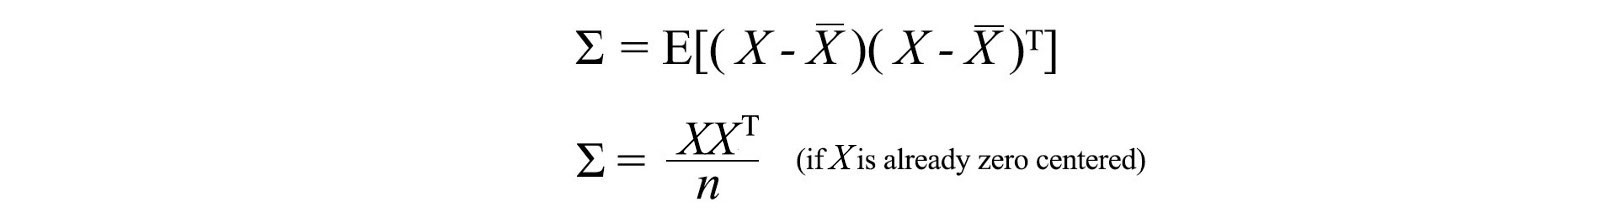 Σ = E[(X - X̅)(X - X̅)ᵀ]
Σ = XXᵀ / n (if X is already zero centered)